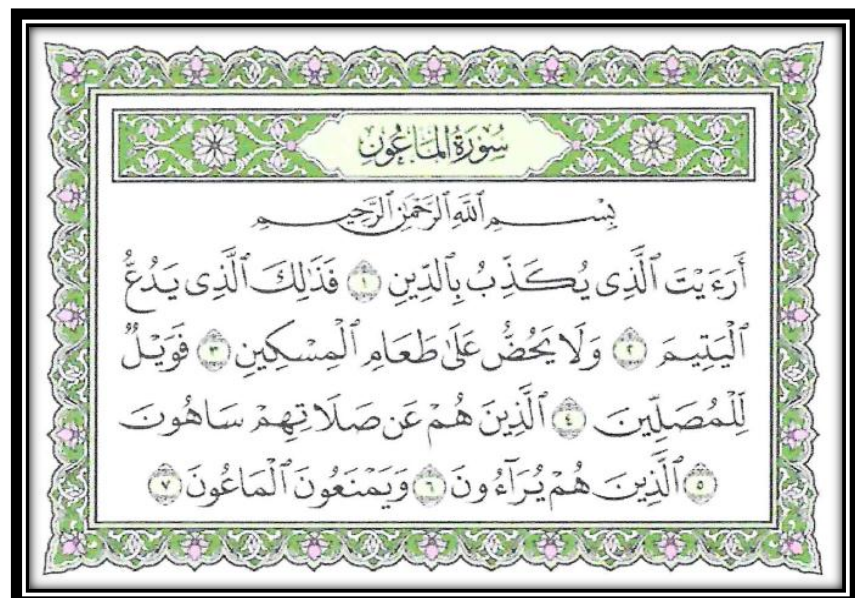 سُورَةُ المَاعُونِ
بِسْمِ ٱللَّهِ ٱلرَّحْمَٰنِ ٱلرَّحِيمِ
أَرَءَيْتَ ٱلَّذِى يُكَذِّبُ بِٱلدِّينِ ١ فَذَٰلِكَ ٱلَّذِى يَدُعُّ
ٱلْيَتِيمَ ٢ وَلَا يَحُضُّ عَلَىٰ طَعَامِ ٱلْمِسْكِينِ ٣ فَوَيْلٌ
لِّلْمُصَلِّينَ ٤ ٱلَّذِينَ هُمْ عَن صَلَاتِهِمْ سَاهُونَ
٥ ٱلَّذِينَ هُمْ يُرَآءُونَ ٦ وَيَمْنَعُونَ ٱلْمَاعُونَ ٧